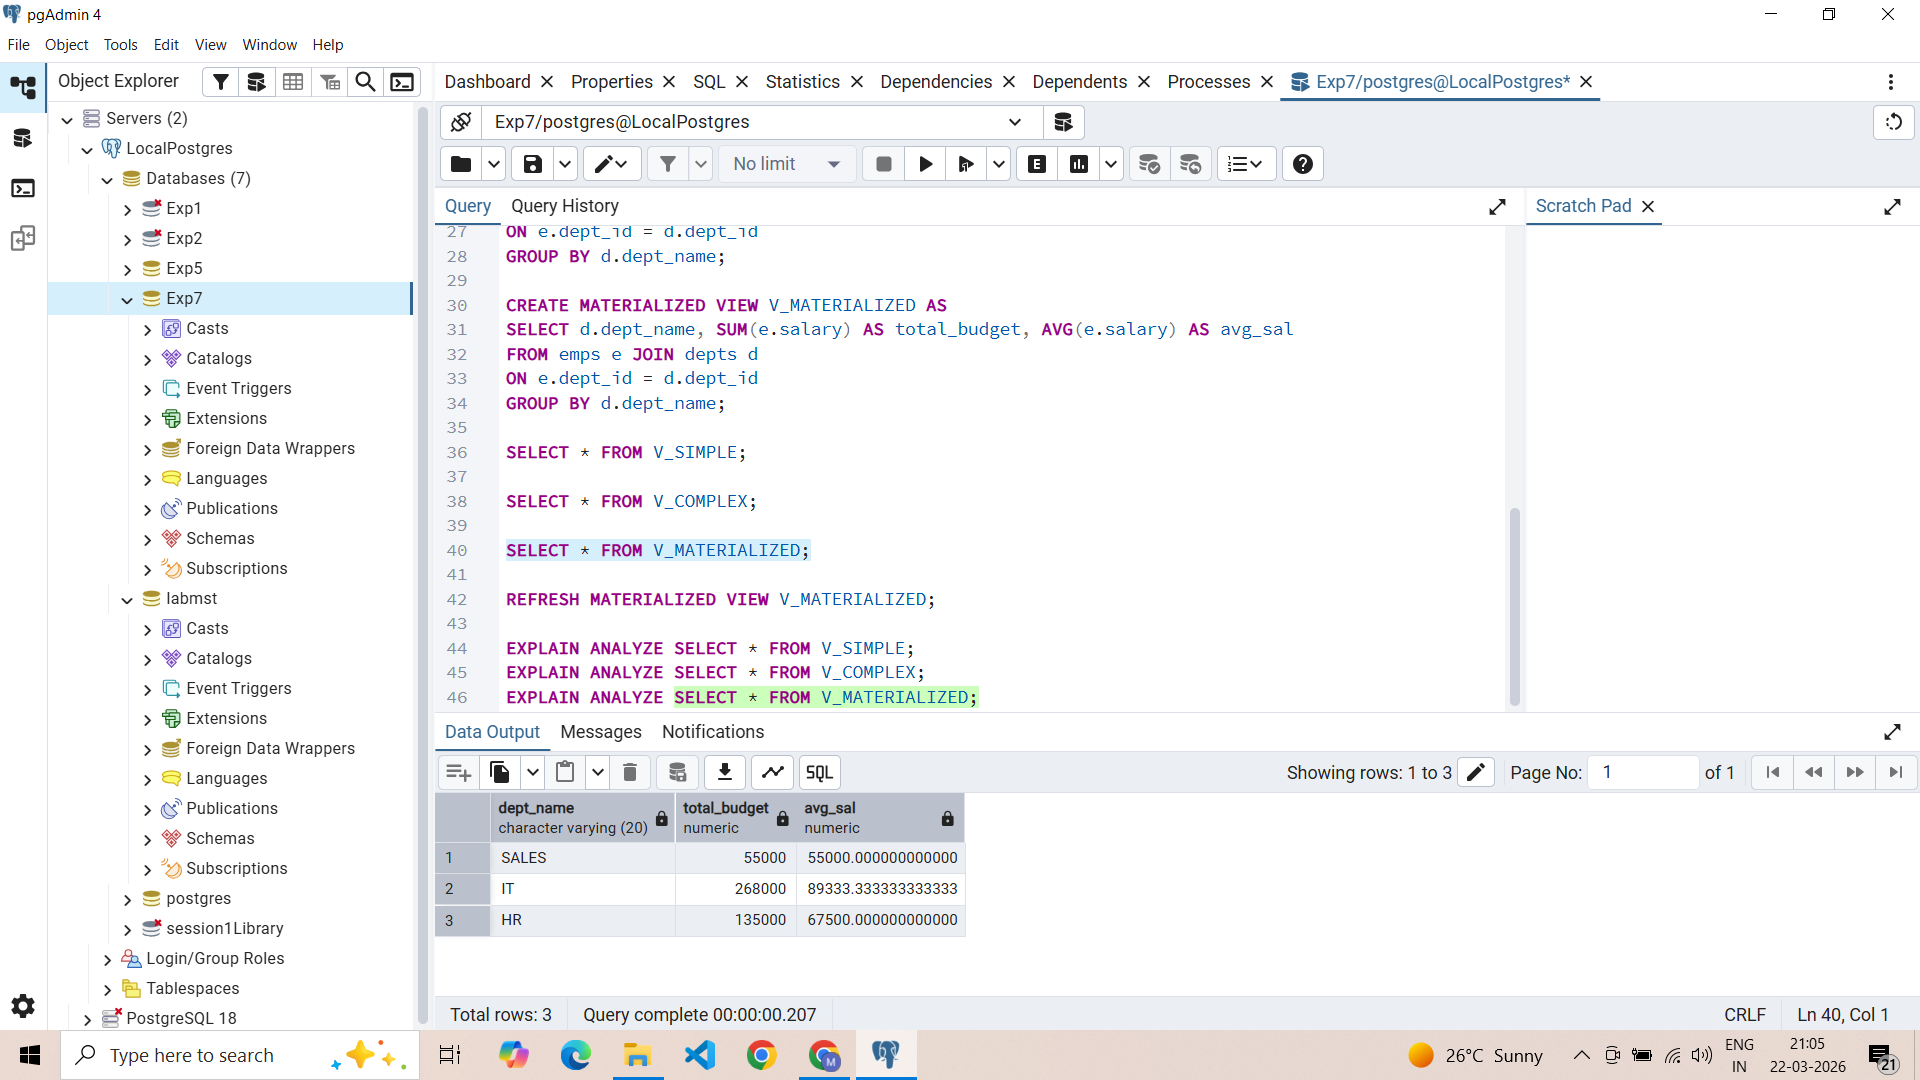 pgAdmin 4
File Object Tools Edit View Window Help
Object Explorer
Dashboard Properties SQL Statistics Dependencies Dependents Processes Exp7/postgres@LocalPostgres*
Servers (2)
LocalPostgres
Databases (7)
Exp1
Exp2
Exp5
Exp7
Casts
Catalogs
Event Triggers
Extensions
Foreign Data Wrappers
Languages
Publications
Schemas
Subscriptions
labmst
Casts
Catalogs
Event Triggers
Extensions
Foreign Data Wrappers
Languages
Publications
Schemas
Subscriptions
postgres
session1Library
Login/Group Roles
Tablespaces
PostgreSQL 18
Exp7/postgres@LocalPostgres
No limit
E
Query Query History
Scratch Pad
27 ON e.dept_id = d.dept_id
28 GROUP BY d.dept_name;
29
30 CREATE MATERIALIZED VIEW V_MATERIALIZED AS
31 SELECT d.dept_name, SUM(e.salary) AS total_budget, AVG(e.salary) AS avg_sal
32 FROM emps e JOIN depts d
33 ON e.dept_id = d.dept_id
34 GROUP BY d.dept_name;
35
36 SELECT * FROM V_SIMPLE;
37
38 SELECT * FROM V_COMPLEX;
39
40 SELECT * FROM V_MATERIALIZED;
41
42 REFRESH MATERIALIZED VIEW V_MATERIALIZED;
43
44 EXPLAIN ANALYZE SELECT * FROM V_SIMPLE;
45 EXPLAIN ANALYZE SELECT * FROM V_COMPLEX;
46 EXPLAIN ANALYZE SELECT * FROM V_MATERIALIZED;
Data Output Messages Notifications
SQL
Showing rows: 1 to 3 Page No: 1 of 1
dept_name total_budget avg_sal
character varying (20) numeric numeric
1 SALES 55000 55000.000000000000
2 IT 268000 89333.333333333333
3 HR 135000 67500.000000000000
Total rows: 3 Query complete 00:00:00.207 CRLF Ln 40, Col 1
Type here to search
M
26°C Sunny
ENG
IN
21:05
22-03-2026
21